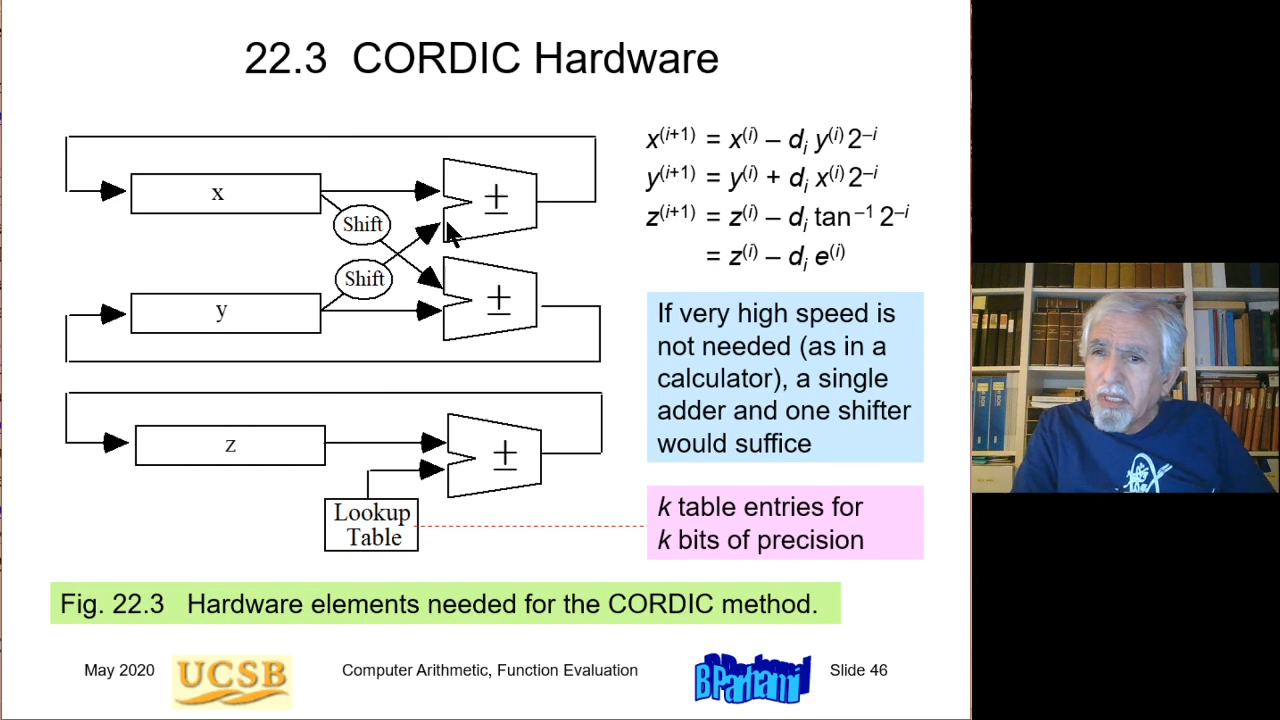 22.3 CORDIC Hardware
x
Shift
±
Shift
y
±
z
±
Lookup
Table
x⁽ⁱ⁺¹⁾ = x⁽ⁱ⁾ – dᵢ y⁽ⁱ⁾ 2⁻ⁱ
y⁽ⁱ⁺¹⁾ = y⁽ⁱ⁾ + dᵢ x⁽ⁱ⁾ 2⁻ⁱ
z⁽ⁱ⁺¹⁾ = z⁽ⁱ⁾ – dᵢ tan⁻¹ 2⁻ⁱ
= z⁽ⁱ⁾ – dᵢ e⁽ⁱ⁾
If very high speed is
not needed (as in a
calculator), a single
adder and one shifter
would suffice
k table entries for
k bits of precision
Fig. 22.3 Hardware elements needed for the CORDIC method.
May 2020
UCSB
Computer Arithmetic, Function Evaluation
B Parhami
Slide 46